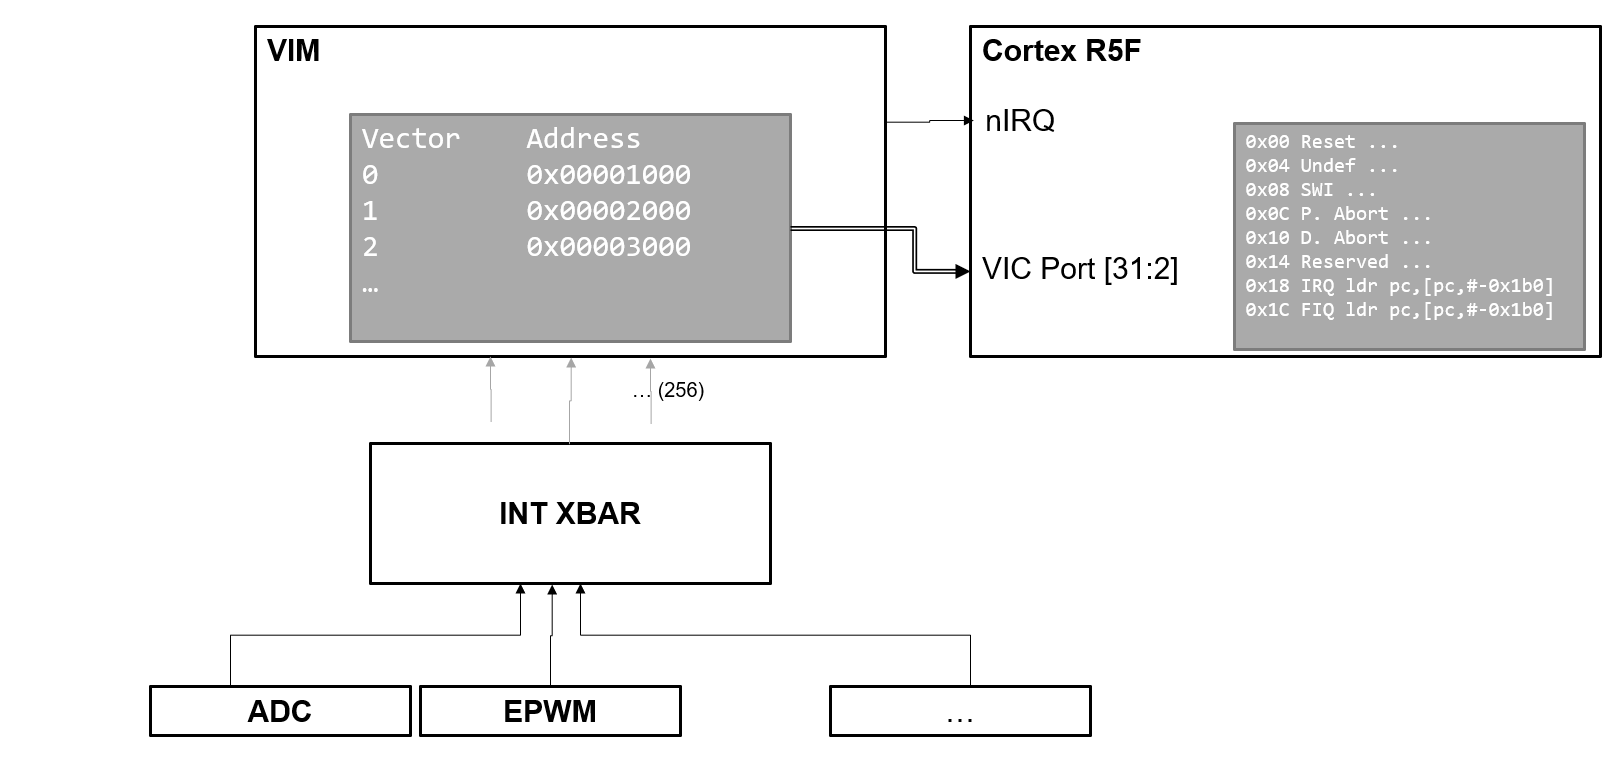 VIM
Vector Address
0 0x00001000
1 0x00002000
2 0x00003000
…
Cortex R5F
nIRQ
VIC Port [31:2]
0x00 Reset ...
0x04 Undef ...
0x08 SWI ...
0x0C P. Abort ...
0x10 D. Abort ...
0x14 Reserved ...
0x18 IRQ ldr pc,[pc,#-0x1b0]
0x1C FIQ ldr pc,[pc,#-0x1b0]
… (256)
INT XBAR
ADC
EPWM
…